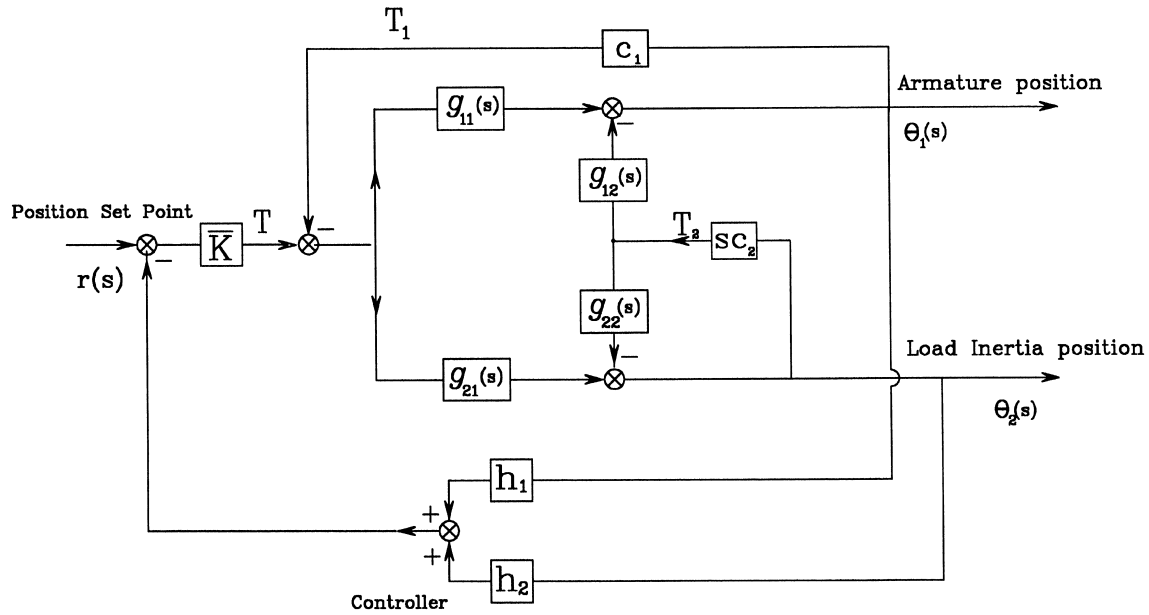 T₁
c₁
Armature position
g₁₁(s)
θ₁(s)
−
g₁₂(s)
Position Set Point
K̅
T
−
T₂
sc₂
−
r(s)
g₂₂(s)
−
Load Inertia position
g₂₁(s)
θ₂(s)
h₁
+
+
h₂
Controller